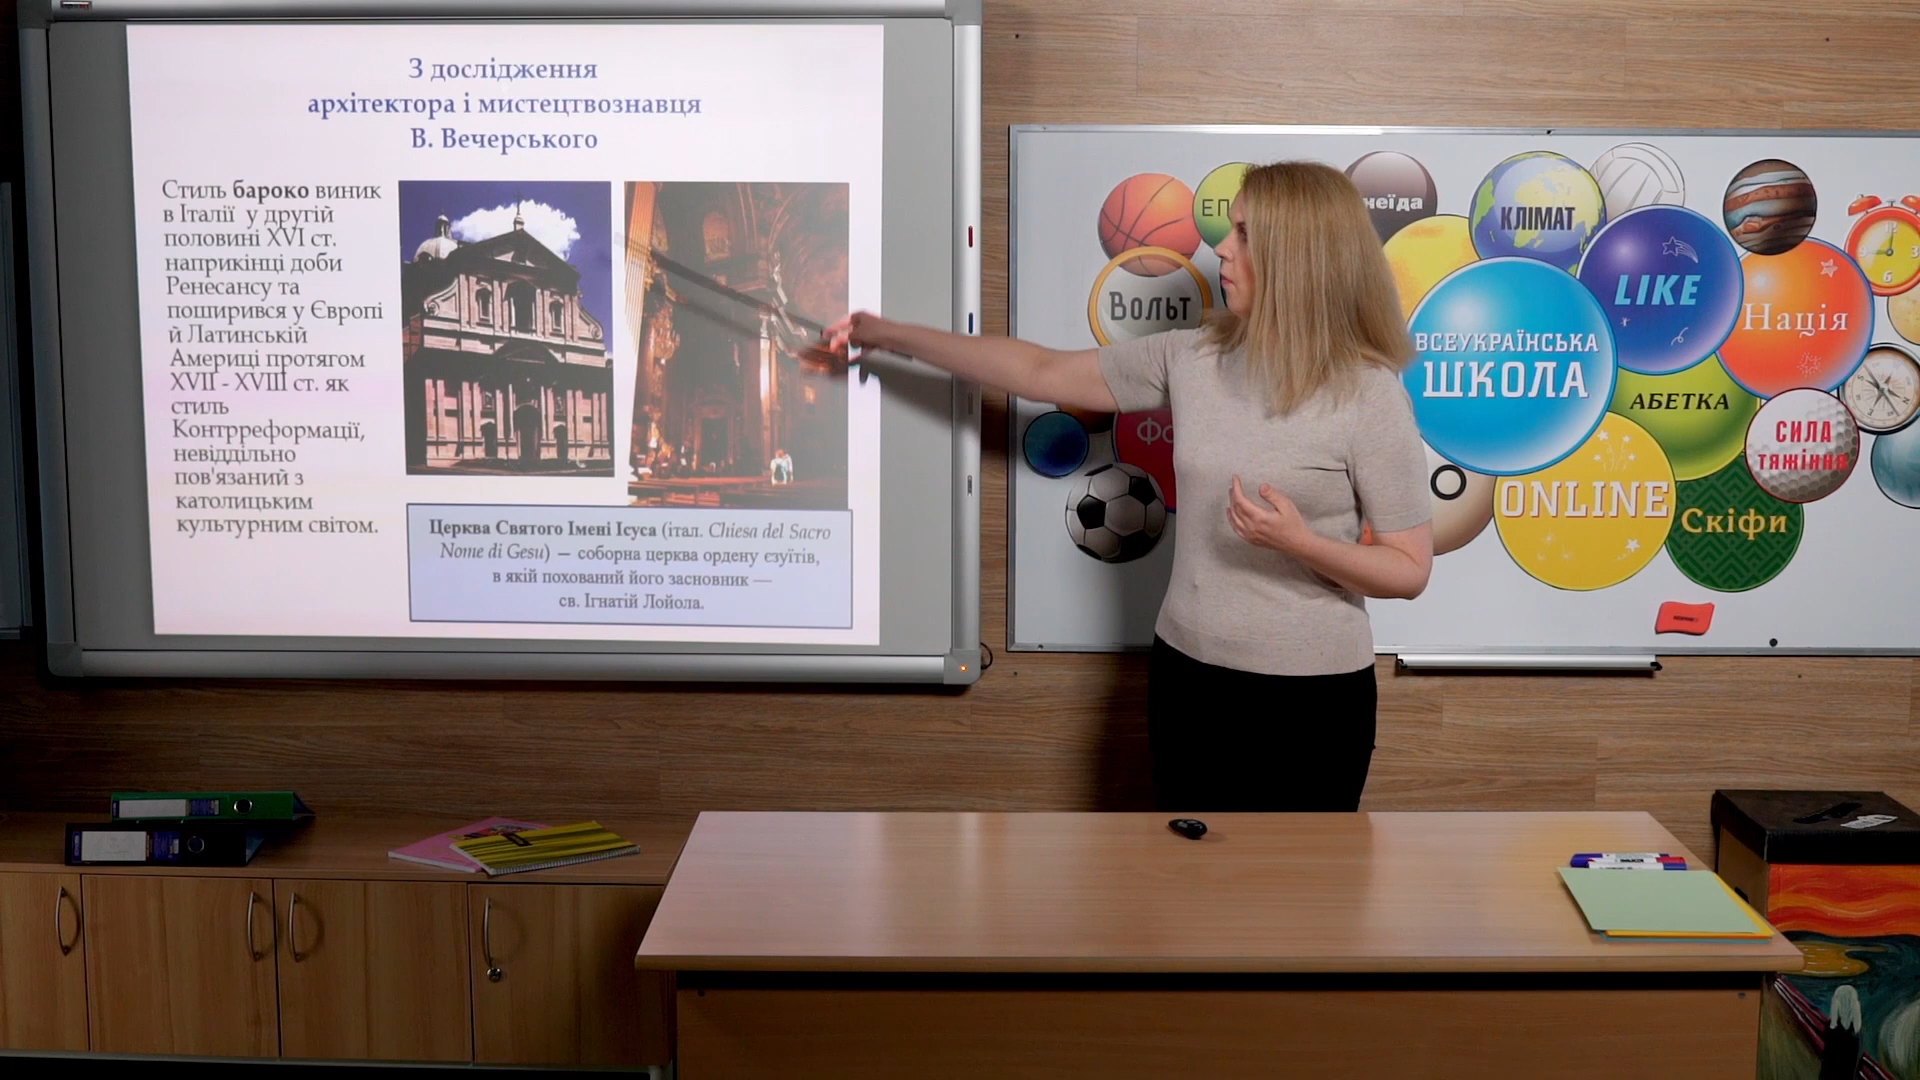 З дослідження
архітектора і мистецтвознавця
В. Вечерського
Стиль бароко виник
в Італії у другій
половині XVI ст.
наприкінці доби
Ренесансу та
поширився у Європі
й Латинській
Америці протягом
XVII - XVIII ст. як
стиль
Контрреформації,
невіддільно
пов'язаний з
католицьким
культурним світом.
Церква Святого Імені Ісуса (італ. Chiesa del Sacro
Nome di Gesu) — соборна церква ордену єзуїтів,
в якій похований його засновник —
св. Ігнатій Лойола.
КЛІМАТ
LIKE
Вольт
Нація
ВСЕУКРАЇНСЬКА
ШКОЛА
АБЕТКА
СИЛА
тяжіння
ONLINE
Скіфи